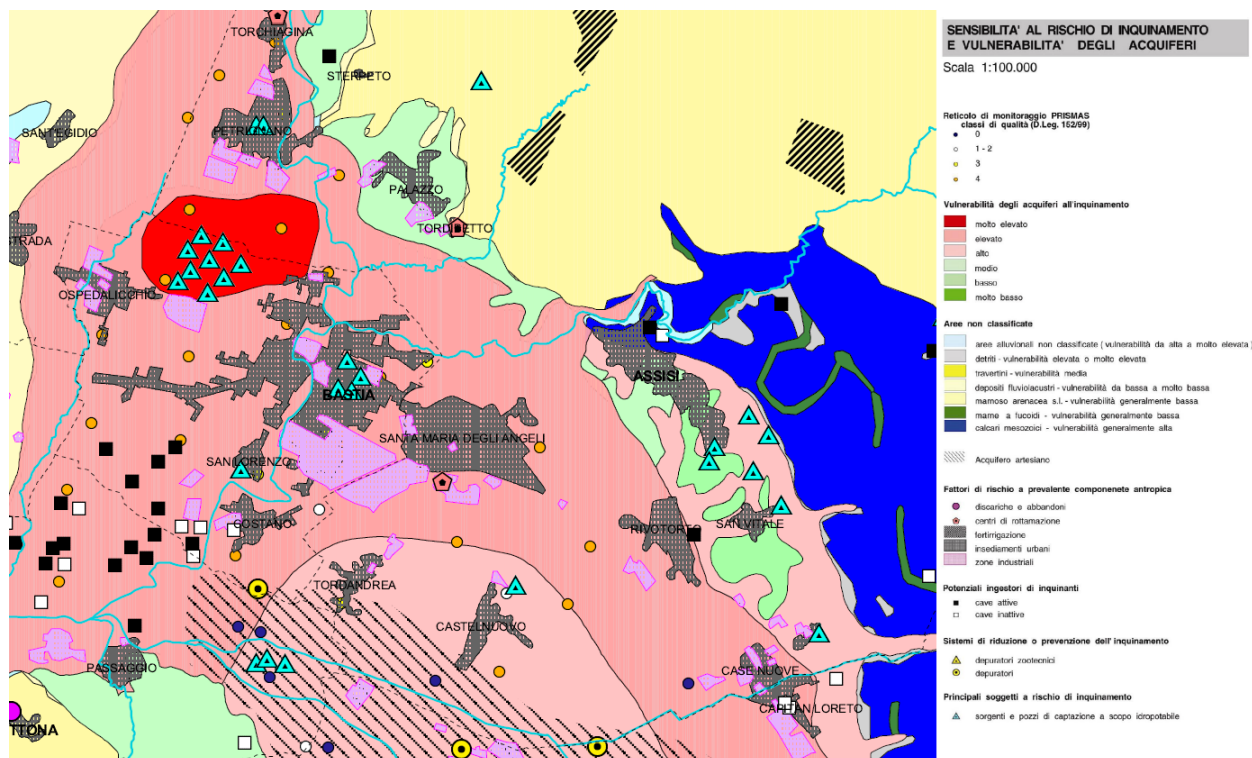 TORCHIAGINA
STERPETO
SANT'EGIDIO
PETRIGNANO
PALAZZO
TORDIBETTO
STRADA
OSPEDALICCHIO
ASSISI
BASTIA
SANTA MARIA DEGLI ANGELI
SAN LORENZO
COSTANO
RIVOTORTO
SAN VITALE
TORDANDREA
CASTELNUOVO
PASSAGGIO
CASE NUOVE
CAPITAN LORETO
TTONA
SENSIBILITA' AL RISCHIO DI INQUINAMENTO
E VULNERABILITA' DEGLI ACQUIFERI
Scala 1:100.000
Reticolo di monitoraggio PRISMAS
classi di qualità (D.Leg. 152/99)
0
1 - 2
3
4
Vulnerabilità degli acquiferi all'inquinamento
molto elevato
elevato
alto
medio
basso
molto basso
Aree non classificate
aree alluvionali non classificate ( vulnerabilità da alta a molto elevata )
detriti - vulnerabilità elevata o molto elevata
travertini - vulnerabilità media
depositi fluviolacustri - vulnerabilità da bassa a molto bassa
marnoso arenacea s.l. - vulnerabilità generalmente bassa
marne a fucoidi - vulnerabilità generalmente bassa
calcari mesozoici - vulnerabilità generalmente alta
Acquifero artesiano
Fattori di rischio a prevalente componenete antropica
discariche o abbandoni
centri di rottamazione
fertirrigazione
insediamenti urbani
zone industriali
Potenziali ingestori di inquinanti
cave attive
cave inattive
Sistemi di riduzione o prevenzione dell'inquinamento
depuratori zootecnici
depuratori
Principali soggetti a rischio di inquinamento
sorgenti e pozzi di captazione a scopo idropotabile